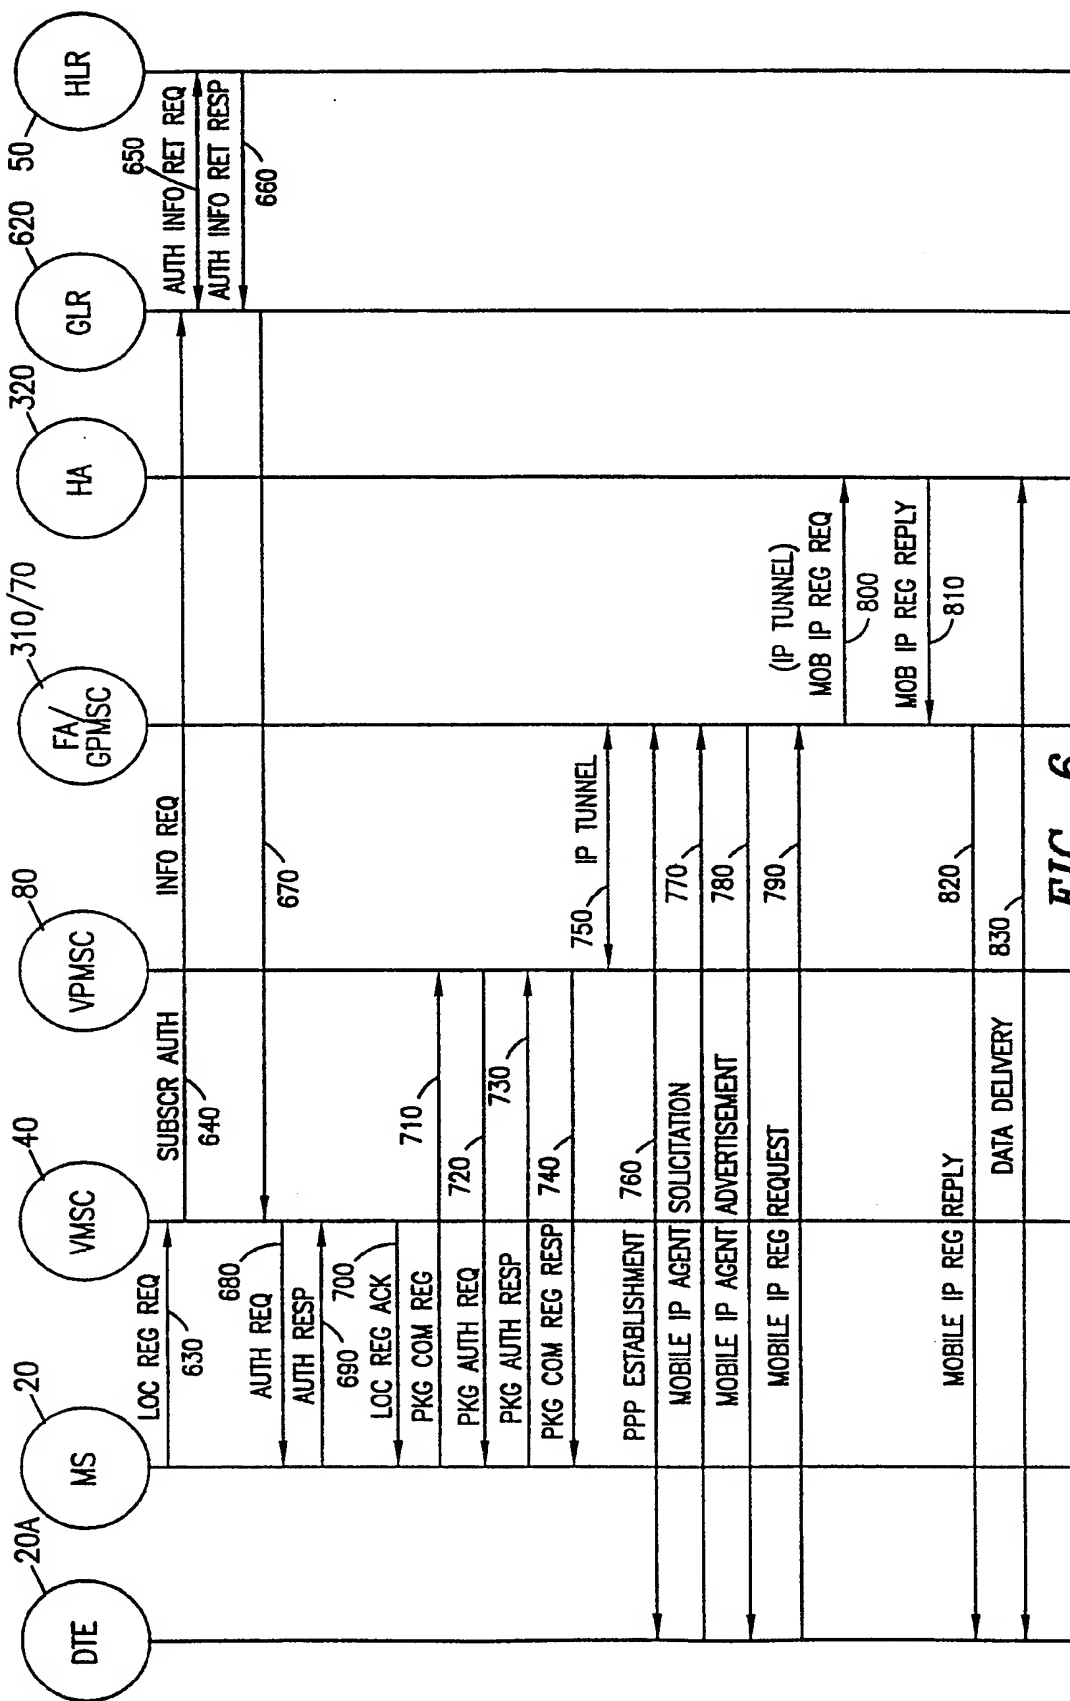 20A
DTE
20
MS
40
VMSC
80
VPMSC
310/70
FA/
GPMSC
320
HA
620
GLR
50
HLR
LOC REG REQ
630
SUBSCR AUTH
INFO REQ
640
AUTH INFO RET REQ
650
AUTH INFO RET RESP
660
670
680
AUTH REQ
AUTH RESP
690
700
LOC REG ACK
PKG COM REG
710
PKG AUTH REQ
720
PKG AUTH RESP
730
PKG COM REG RESP
740
750
IP TUNNEL
PPP ESTABLISHMENT
760
MOBILE IP AGENT SOLICITATION
770
MOBILE IP AGENT ADVERTISEMENT
780
MOBILE IP REG REQUEST
790
(IP TUNNEL)
MOB IP REG REQ
800
MOB IP REG REPLY
810
MOBILE IP REG REPLY
820
DATA DELIVERY
830
FIG. 6